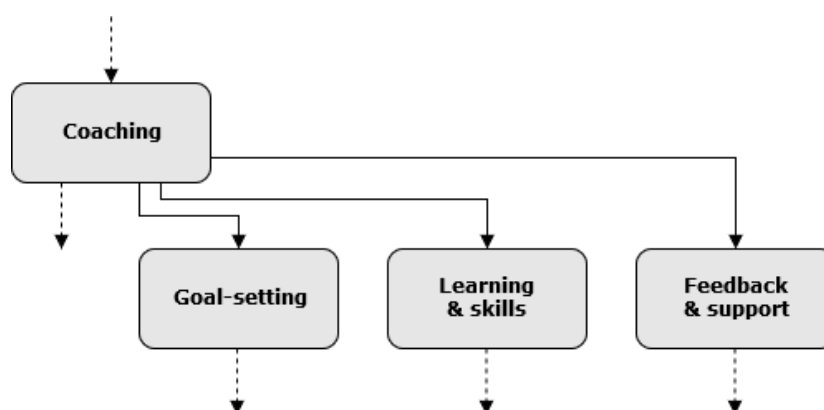 Coaching
Goal-setting
Learning
& skills
Feedback
& support